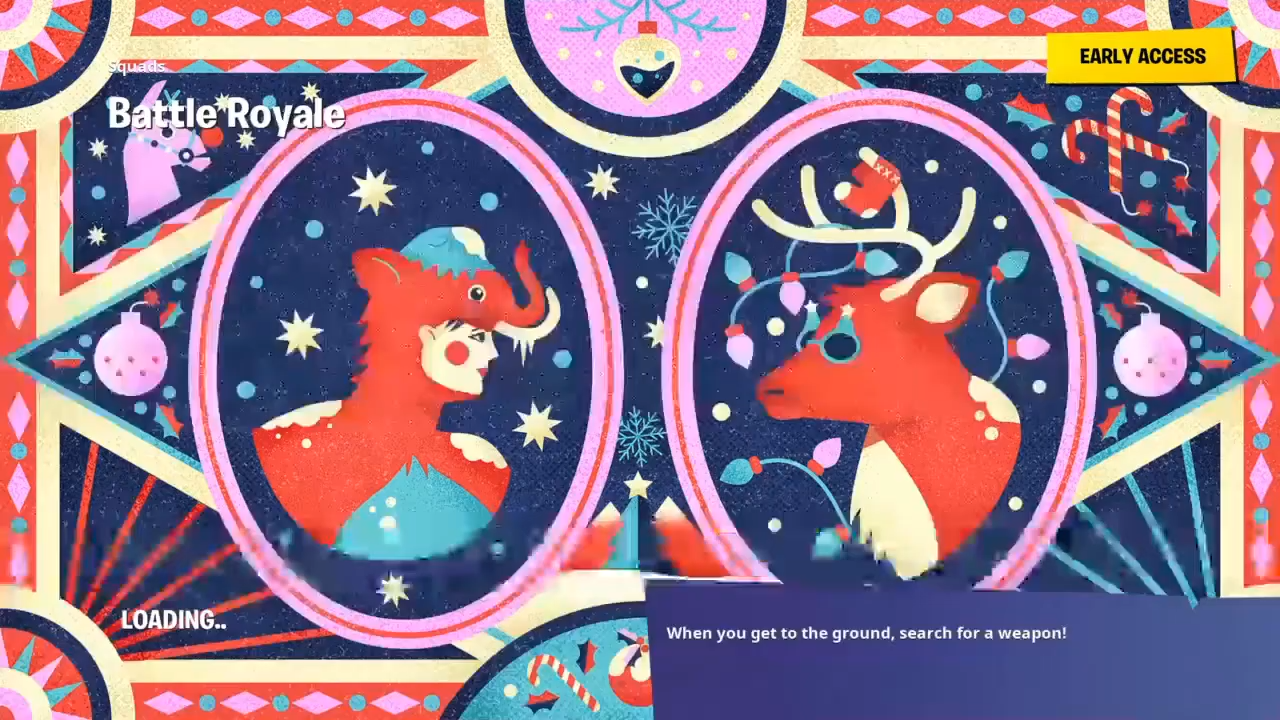 Squads
EARLY ACCESS
Battle Royale
LOADING..
When you get to the ground, search for a weapon!